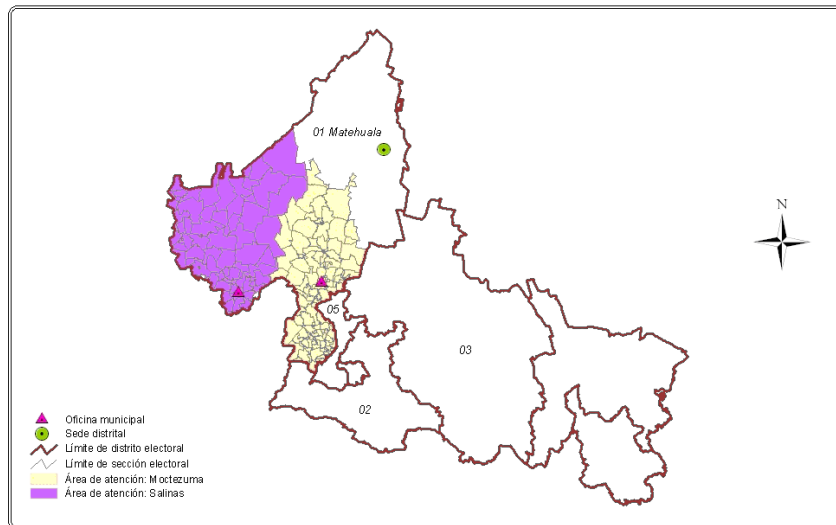 01 Matehuala
N
05
03
02
Oficina municipal
Sede distrital
Límite de distrito electoral
Límite de sección electoral
Área de atención: Moctezuma
Área de atención: Salinas